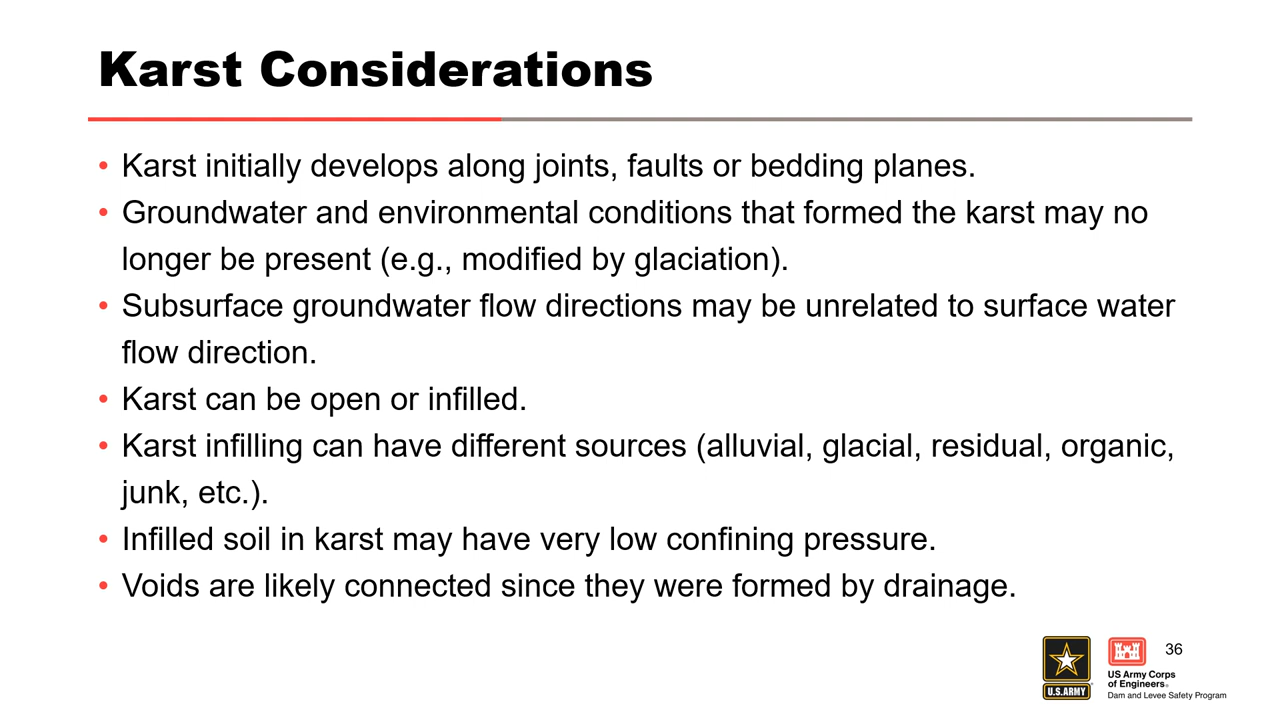 Karst Considerations
• Karst initially develops along joints, faults or bedding planes.
• Groundwater and environmental conditions that formed the karst may no
longer be present (e.g., modified by glaciation).
• Subsurface groundwater flow directions may be unrelated to surface water
flow direction.
• Karst can be open or infilled.
• Karst infilling can have different sources (alluvial, glacial, residual, organic,
junk, etc.).
• Infilled soil in karst may have very low confining pressure.
• Voids are likely connected since they were formed by drainage.
U.S.ARMY
US Army Corps
of Engineers®
Dam and Levee Safety Program
36